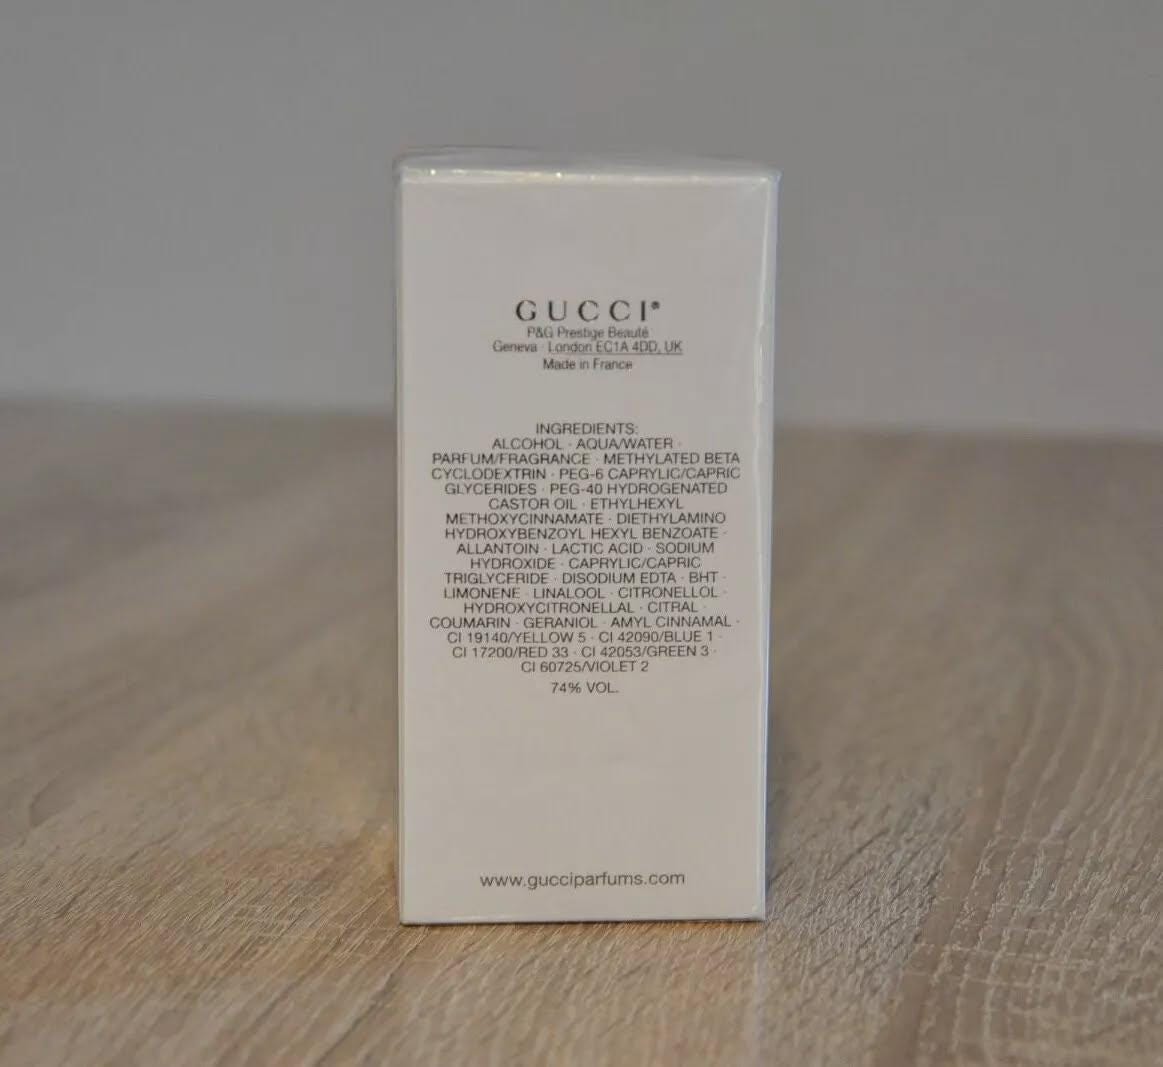 GUCCI®
P&G Prestige Beauté
Geneva · London EC1A 4DD, UK
Made in France
INGREDIENTS:
ALCOHOL · AQUA/WATER ·
PARFUM/FRAGRANCE · METHYLATED BETA
CYCLODEXTRIN · PEG-6 CAPRYLIC/CAPRIC
GLYCERIDES · PEG-40 HYDROGENATED
CASTOR OIL · ETHYLHEXYL
METHOXYCINNAMATE · DIETHYLAMINO
HYDROXYBENZOYL HEXYL BENZOATE ·
ALLANTOIN · LACTIC ACID · SODIUM
HYDROXIDE · CAPRYLIC/CAPRIC
TRIGLYCERIDE · DISODIUM EDTA · BHT ·
LIMONENE · LINALOOL · CITRONELLOL ·
HYDROXYCITRONELLAL · CITRAL ·
COUMARIN · GERANIOL · AMYL CINNAMAL ·
CI 19140/YELLOW 5 · CI 42090/BLUE 1 ·
CI 17200/RED 33 · CI 42053/GREEN 3 ·
CI 60725/VIOLET 2
74% VOL.
www.gucciparfums.com